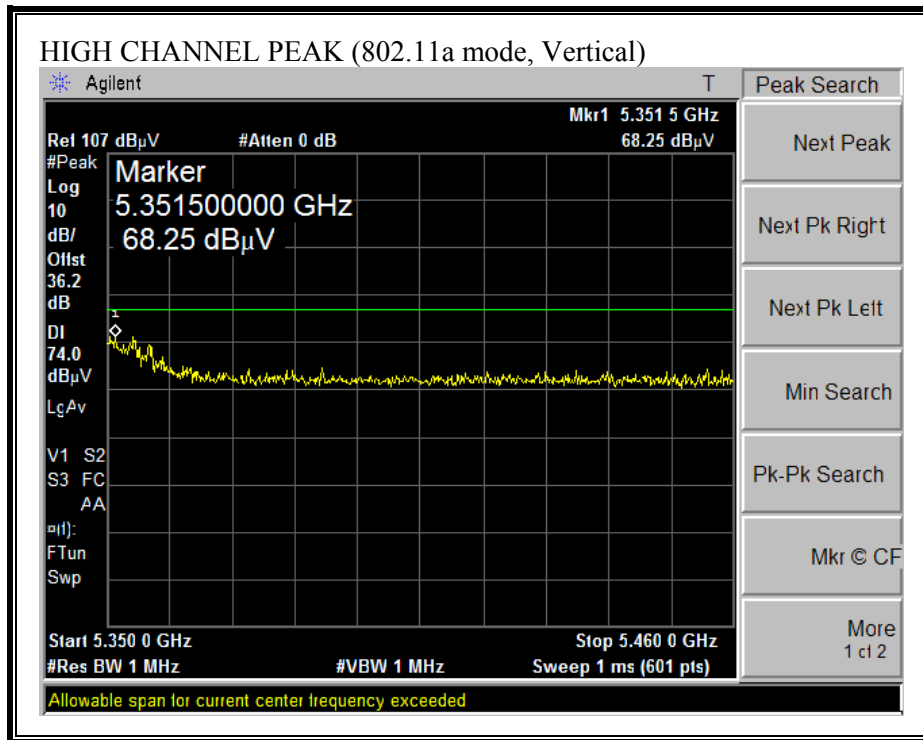 HIGH CHANNEL PEAK (802.11a mode, Vertical)
Agilent T
Peak Search
Mkr1 5.351 5 GHz
Ref 107 dBµV #Atten 0 dB 68.25 dBµV
#Peak
Log
10
dB/
Offst
36.2
dB
DI
74.0
dBµV
LgAv
V1 S2
S3 FC
AA
¤(f):
FTun
Swp
Marker
5.351500000 GHz
68.25 dBµV
1
Start 5.350 0 GHz Stop 5.460 0 GHz
#Res BW 1 MHz #VBW 1 MHz Sweep 1 ms (601 pts)
Allowable span for current center frequency exceeded
Next Peak
Next Pk Right
Next Pk Left
Min Search
Pk-Pk Search
Mkr © CF
More
1 of 2